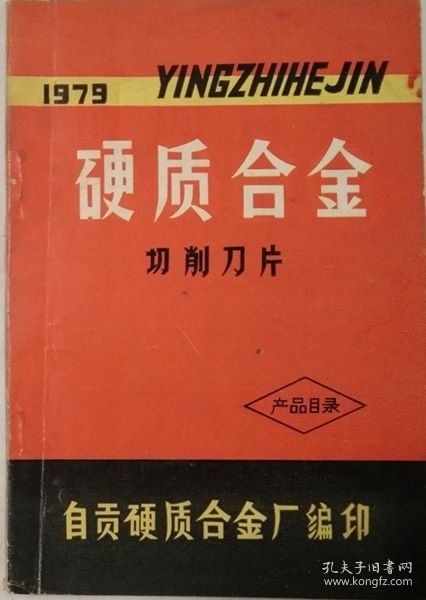 1979 YINGZHIHEJIN
硬质合金
切削刀片
产品目录
自贡硬质合金厂编印
孔夫子旧书网
www.kongfz.com